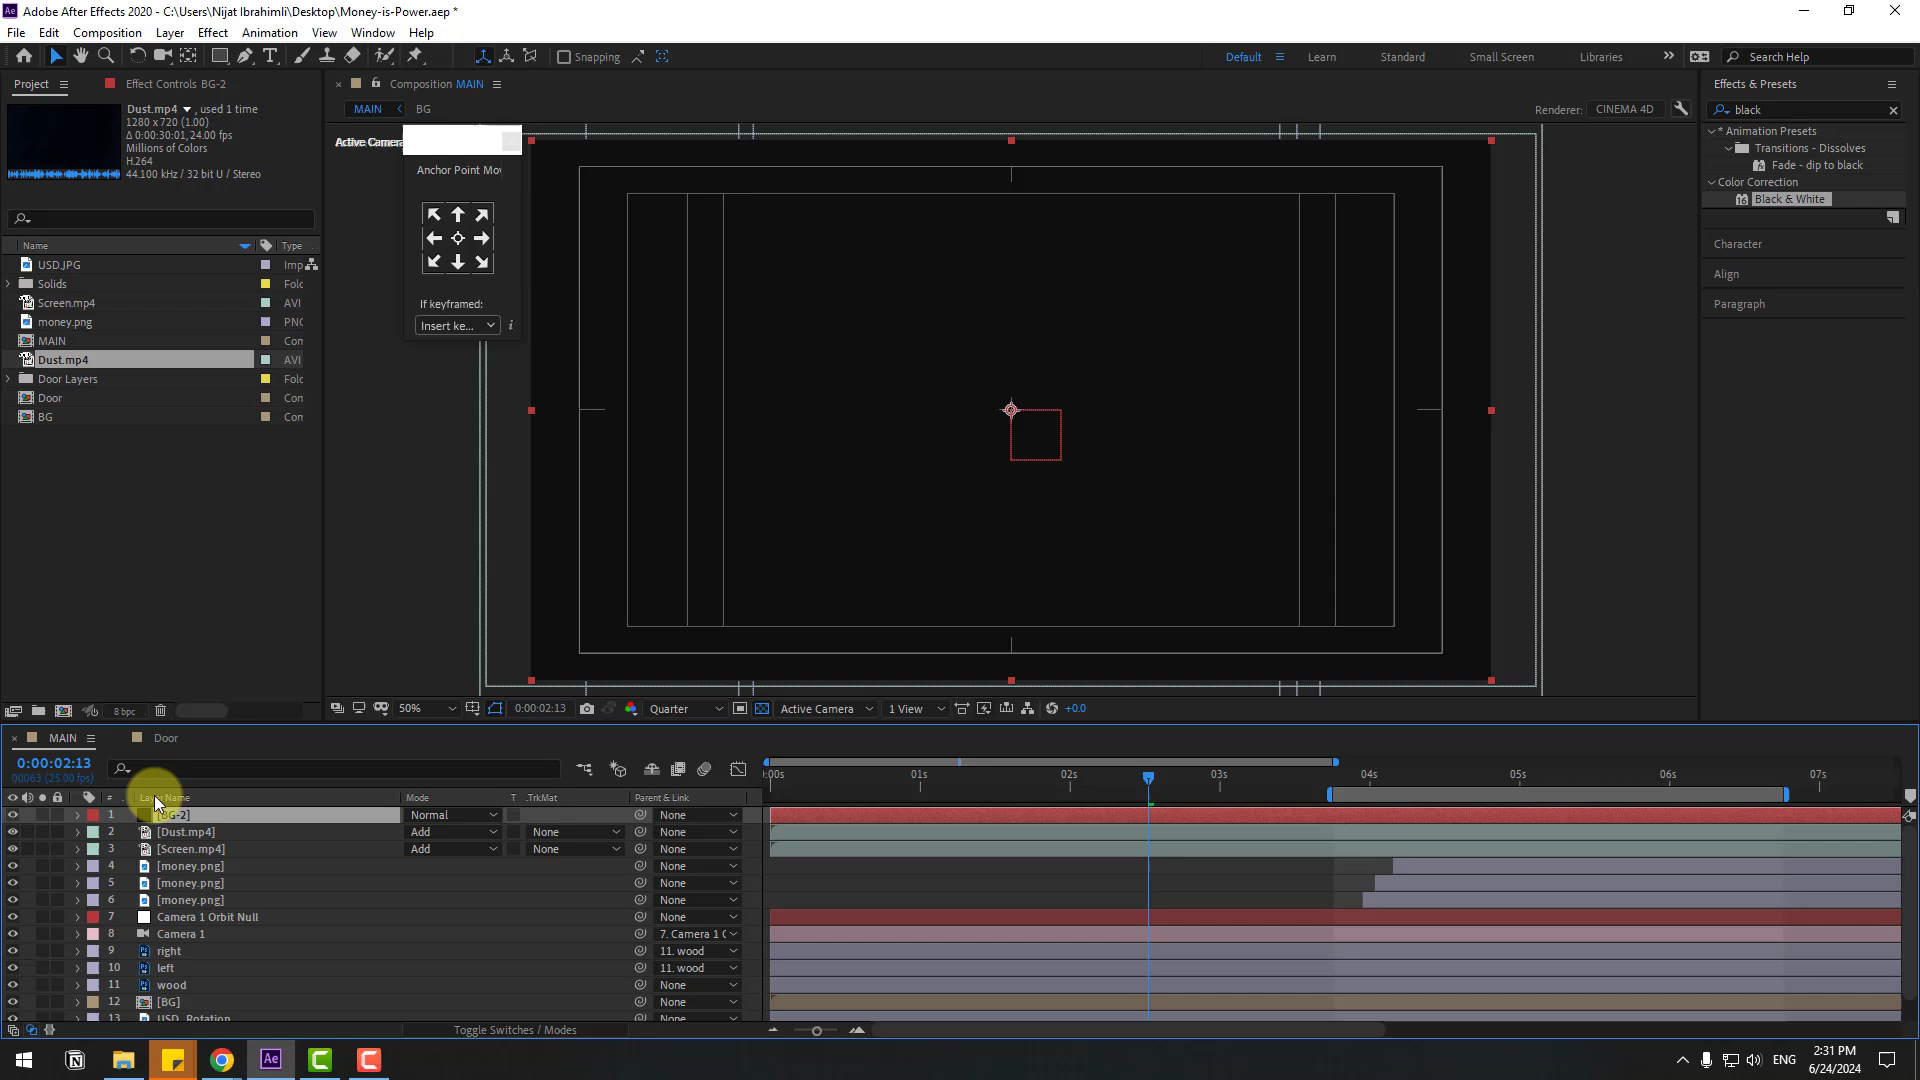 Adobe After Effects 2020 - C:\Users\Nijat Ibrahimli\Desktop\Money-is-Power.aep *
File Edit Composition Layer Effect Animation View Window Help
Snapping Default Learn Standard Small Screen Libraries Search Help
Project Effect Controls BG-2 Composition MAIN Effects & Presets
Dust.mp4 , used 1 time
1280 x 720 (1.00)
Δ 0:00:30:01, 24.00 fps
Millions of Colors
H.264
44.100 kHz / 32 bit U / Stereo
MAIN BG
Renderer: CINEMA 4D
black
* Animation Presets
Transitions - Dissolves
Fade - dip to black
Color Correction
Black & White
Character
Align
Paragraph
Active Camera
Anchor Point Mo
If keyframed:
Insert ke... i
Name Type
USD.JPG Imp
Solids Folc
Screen.mp4 AVI
money.png PNC
MAIN Con
Dust.mp4 AVI
Door Layers Folc
Door Con
BG Con
8 bpc
50% 0:00:02:13 Quarter Active Camera 1 View +0.0
MAIN Door
0:00:02:13
00063 (25.00 fps)
:00s 01s 02s 03s 04s 05s 06s 07s
# Layer Name Mode T .TrkMat Parent & Link
1 [BG-2] Normal None
2 [Dust.mp4] Add None None
3 [Screen.mp4] Add None None
4 [money.png] None
5 [money.png] None
6 [money.png] None
7 Camera 1 Orbit Null None
8 Camera 1 7. Camera 1 C
9 right 11. wood
10 left 11. wood
11 wood None
12 [BG] None
13 USD_Rotation
Toggle Switches / Modes
ENG
2:31 PM
6/24/2024